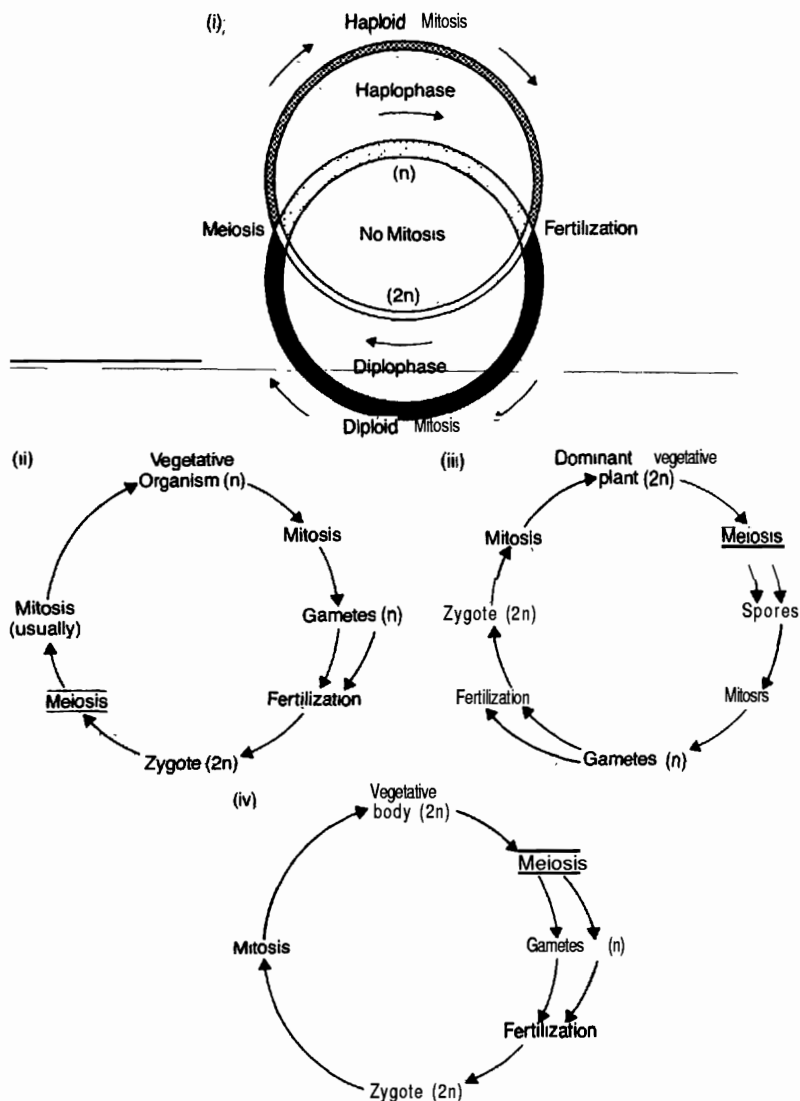 (i);
Haploid Mitosis
Haplophase
(n)
Meiosis
No Mitosis
Fertilization
(2n)
Diplophase
Diploid Mitosis
(ii)
Vegetative
Organism (n)
Mitosis
Gametes (n)
Fertilization
Zygote (2n)
Meiosis
Mitosis
(usually)
(iii)
Dominant vegetative
plant (2n)
Meiosis
Spores
Mitosrs
Gametes (n)
Fertilization
Zygote (2n)
Mitosis
(iv)
Vegetative
body (2n)
Meiosis
Gametes (n)
Fertilization
Zygote (2n)
Mitosis